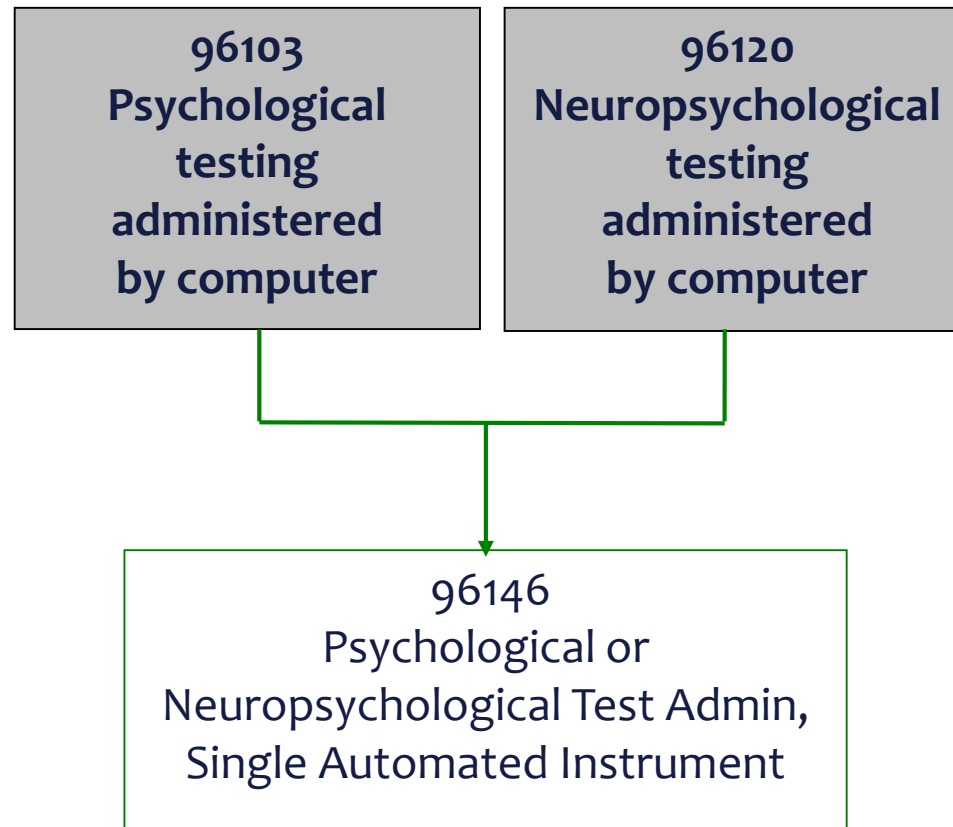 96103
Psychological
testing
administered
by computer
96120
Neuropsychological
testing
administered
by computer
96146
Psychological or
Neuropsychological Test Admin,
Single Automated Instrument